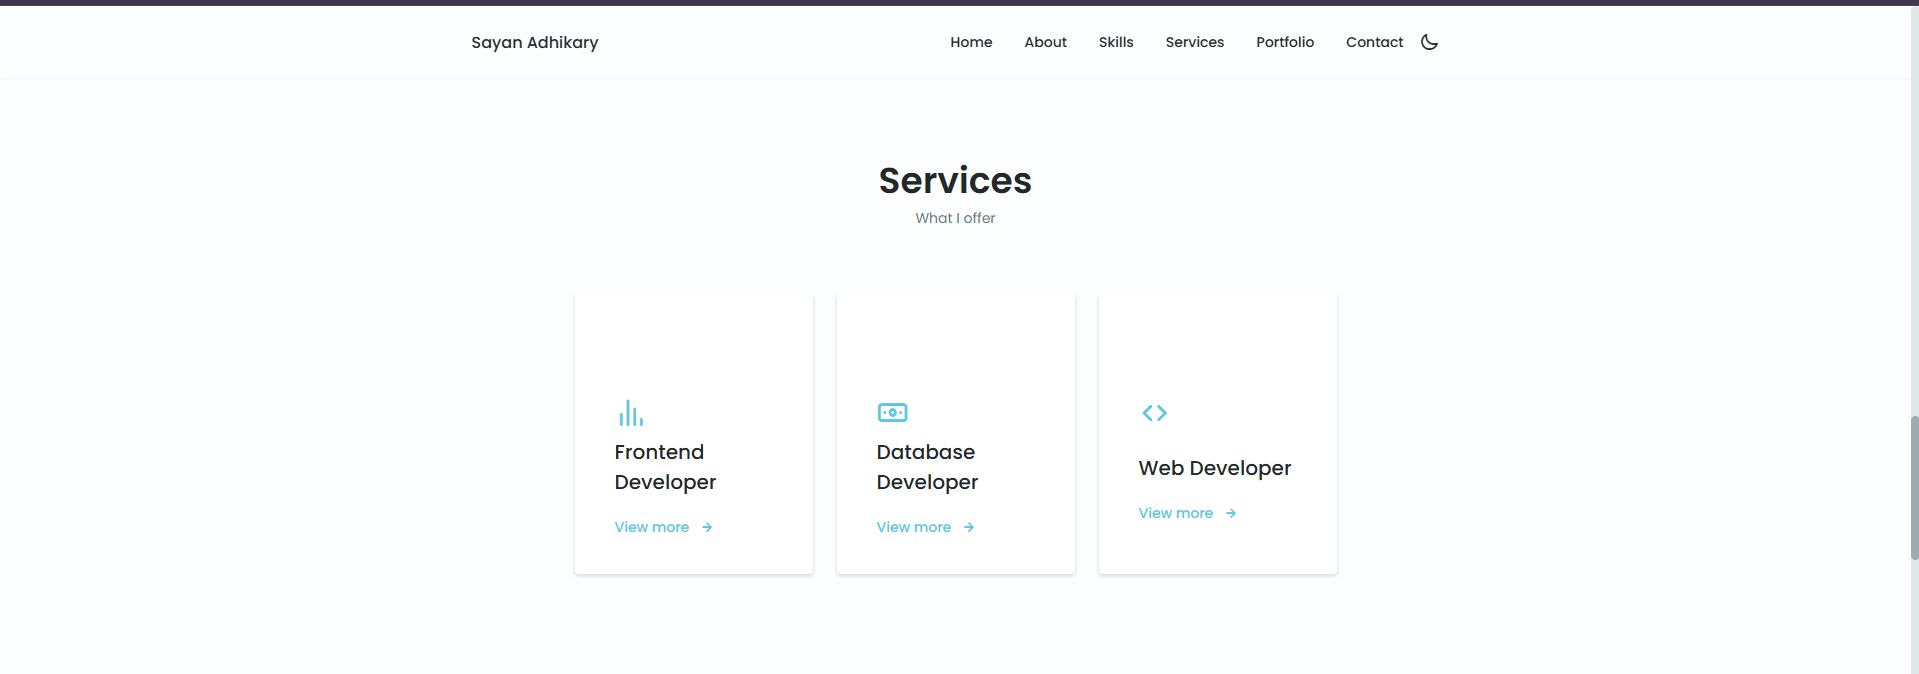 Sayan Adhikary
Home About Skills Services Portfolio Contact
Services
What I offer
Frontend
Developer
View more
Database
Developer
View more
Web Developer
View more